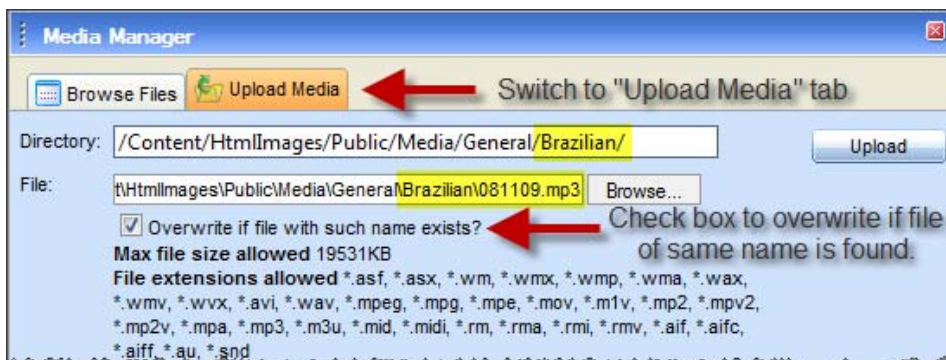 Media Manager
Browse Files Upload Media Switch to "Upload Media" tab
Directory: /Content/HtmlImages/Public/Media/General/Brazilian/ Upload
File: t\HtmlImages\Public\Media\General\Brazilian\081109.mp3 Browse...
Overwrite if file with such name exists? Check box to overwrite if file
of same name is found.
Max file size allowed 19531KB
File extensions allowed *.asf, *.asx, *.wm, *.wmx, *.wmp, *.wma, *.wax,
*.wmv, *.wvx, *.avi, *.wav, *.mpeg, *.mpg, *.mpe, *.mov, *.m1v, *.mp2, *.mpv2,
*.mp2v, *.mpa, *.mp3, *.m3u, *.mid, *.midi, *.rm, *.rma, *.rmi, *.rmv, *.aif, *.aifc,
*.aiff, *.au, *.snd